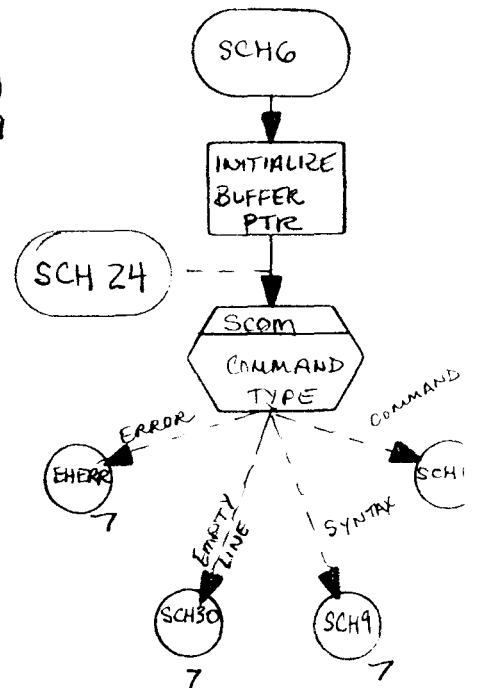 SCH6
INITIALIZE
BUFFER
PTR
SCH 24
SCOM
COMMAND
TYPE
ERROR
COMMAND
EHERR
7
EMPTY
LINE
SYNTAX
SCH30
7
SCH9
7